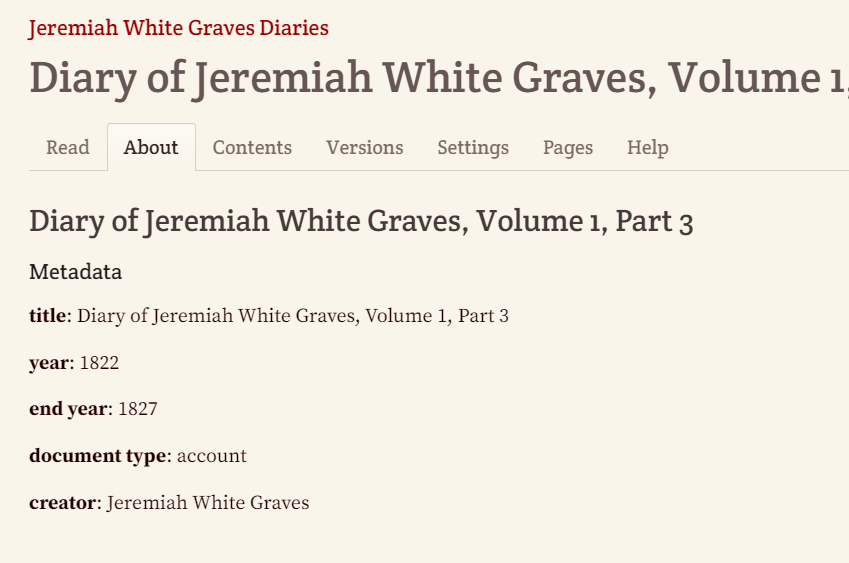 Jeremiah White Graves Diaries
Diary of Jeremiah White Graves, Volume 1,
Read About Contents Versions Settings Pages Help
Diary of Jeremiah White Graves, Volume 1, Part 3
Metadata
title: Diary of Jeremiah White Graves, Volume 1, Part 3
year: 1822
end year: 1827
document type: account
creator: Jeremiah White Graves